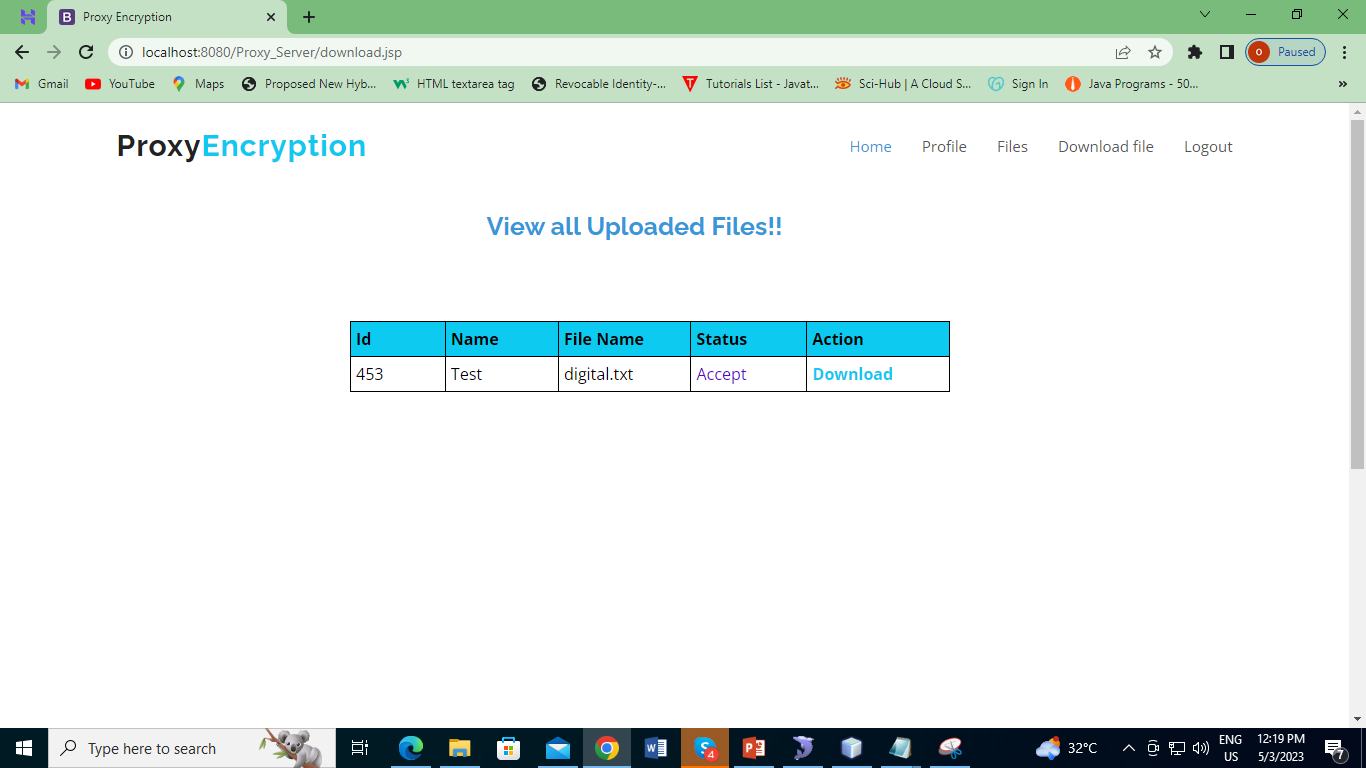 Proxy Encryption
localhost:8080/Proxy_Server/download.jsp
O Paused
Gmail YouTube Maps Proposed New Hyb... HTML textarea tag Revocable Identity-... Tutorials List - Javat... Sci-Hub | A Cloud S... Sign In Java Programs - 50... »
ProxyEncryption
Home Profile Files Download file Logout
View all Uploaded Files!!
Id Name File Name Status Action
453 Test digital.txt Accept Download
Type here to search
32°C
ENG
US
12:19 PM
5/3/2023
4
7